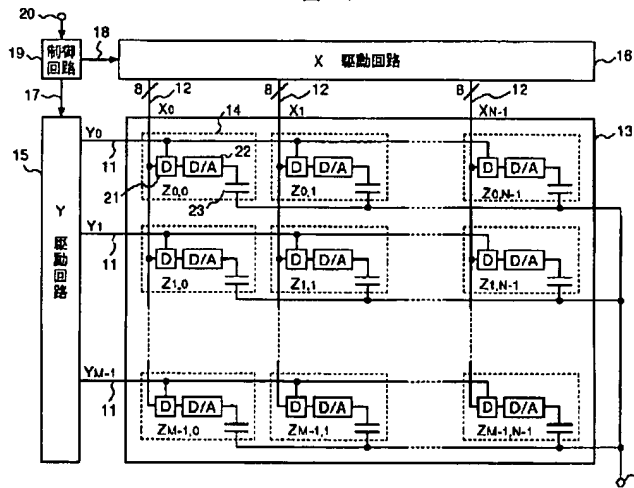 20
19
制御
回路
18
X 駆動回路
16
17
8 12
8 12
8 12
X0
X1
XN-1
13
15
Y 駆動回路
Y0
11
14
22
D D/A
D D/A
D D/A
21
23
Z0,0
Z0,1
Z0,N-1
Y1
11
D D/A
D D/A
D D/A
Z1,0
Z1,1
Z1,N-1
YM-1
11
D D/A
D D/A
D D/A
ZM-1,0
ZM-1,1
ZM-1,N-1